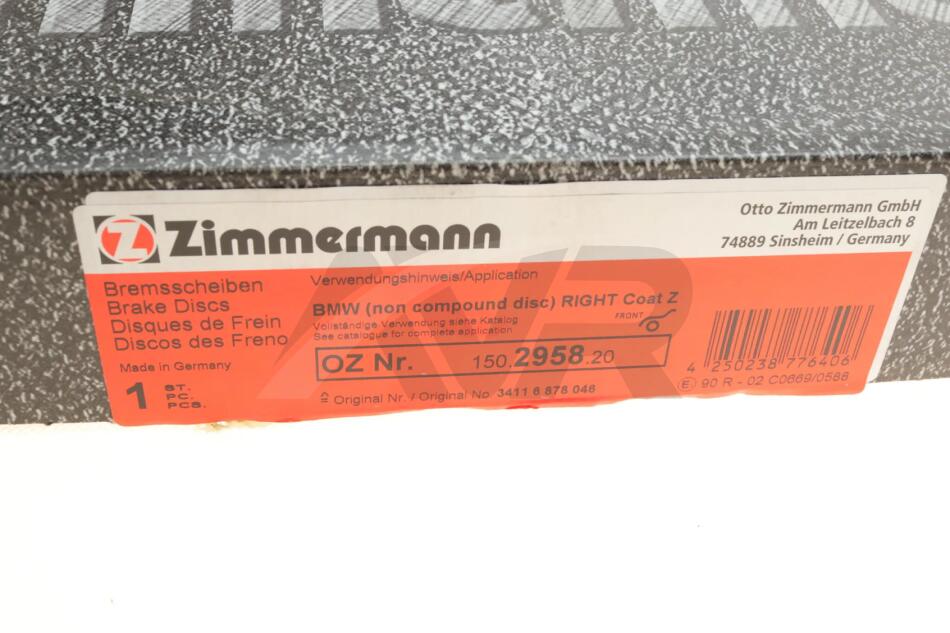 Z Zimmermann
Otto Zimmermann GmbH
Am Leitzelbach 8
74889 Sinsheim / Germany
Bremsscheiben
Brake Discs
Disques de Frein
Discos des Freno
Made in Germany
1 ST.
PC.
PCS.
Verwendungshinweis/Application
BMW (non compound disc) RIGHT Coat Z
Vollständige Verwendung siehe Katalog
See catalogue for complete application
FRONT
OZ Nr. 150.2958.20
≙ Original Nr. / Original No. 3411 6 878 046
4 250238 776406
E 90 R - 02 C0669/0586
AVR